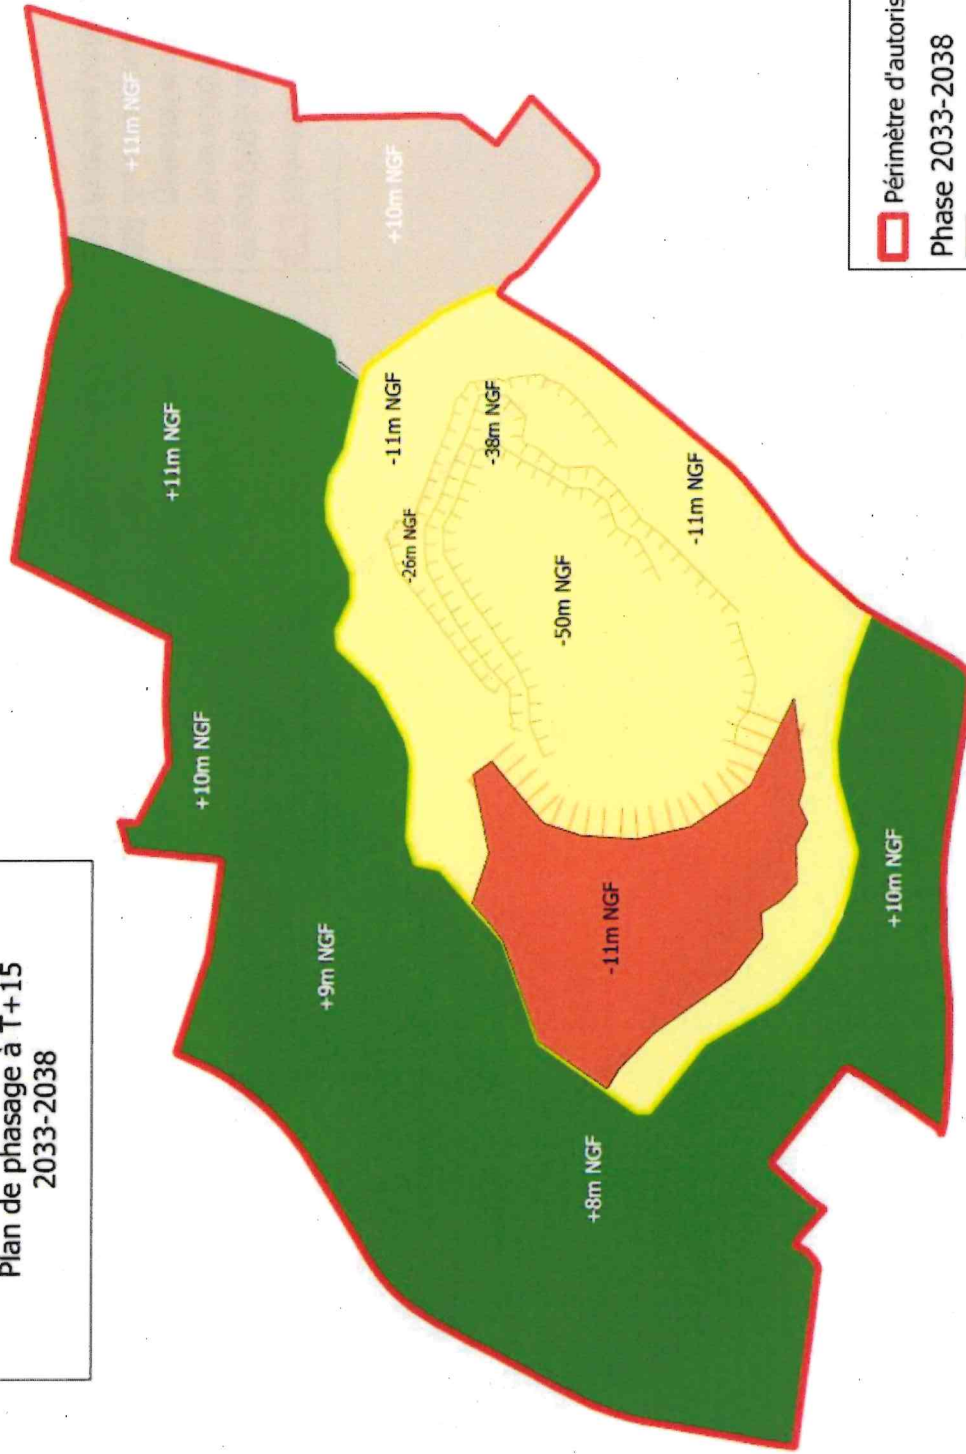 Plan de phasage à T+15
2033-2038
+11m NGF
+10m NGF
+11m NGF
-11m NGF
-38m NGF
-26m NGF
-11m NGF
-50m NGF
+10m NGF
+9m NGF
-11m NGF
+10m NGF
+8m NGF
Périmètre d'autoris
Phase 2033-2038